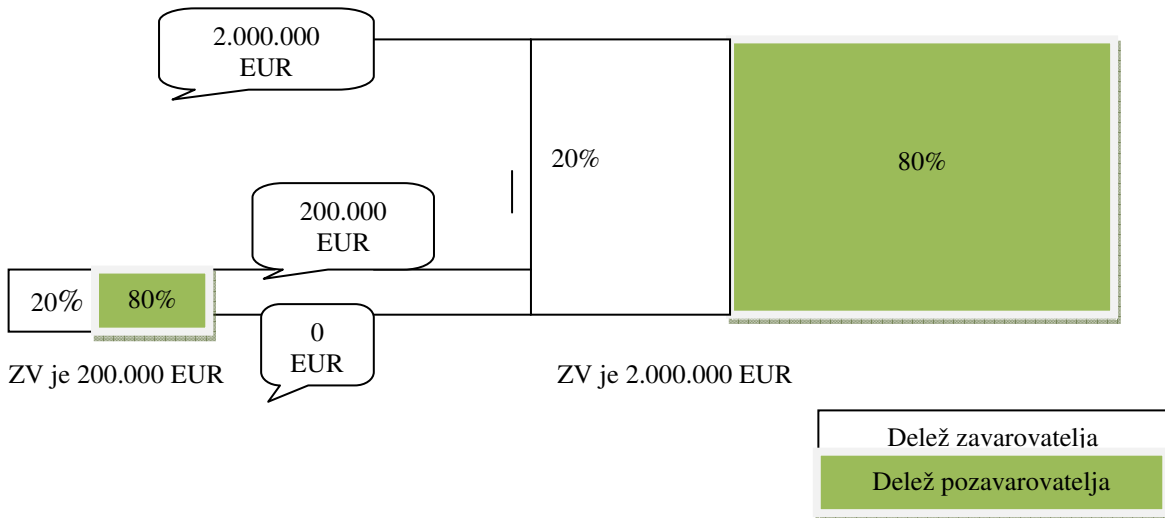 2.000.000
EUR
20%
80%
200.000
EUR
20%
80%
0
EUR
ZV je 200.000 EUR
ZV je 2.000.000 EUR
Delež zavarovatelja
Delež pozavarovatelja